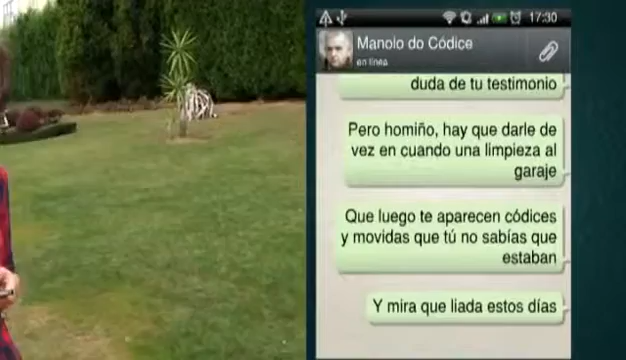 17:30
Manolo do Códice
en línea
duda de tu testimonio
Pero homiño, hay que darle de
vez en cuando una limpieza al
garaje
Que luego te aparecen códices
y movidas que tú no sabías que
estaban
Y mira que liada estos días